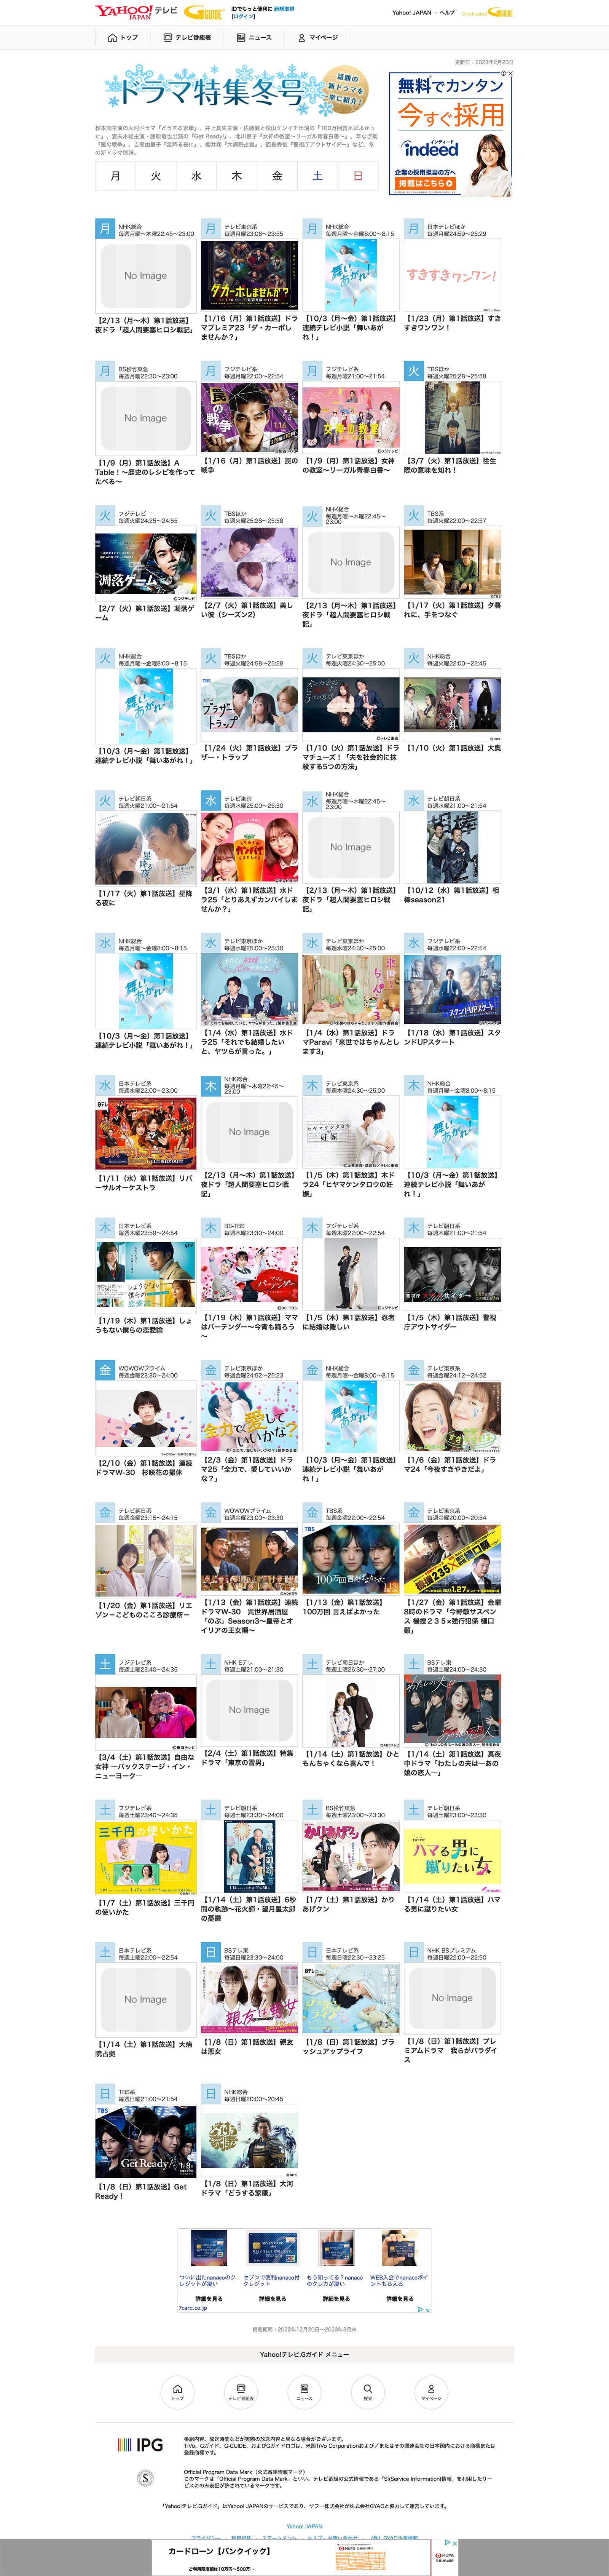 YAHOO! JAPAN テレビ G GUIDE
IDでもっと便利に 新規取得
[ログイン]
Yahoo! JAPAN - ヘルプ
トップ
テレビ番組表
ニュース
マイページ
更新日：2023年2月20日
ドラマ特集冬号
話題の
新ドラマを
一挙に紹介！
無料でカンタン
今すぐ採用
indeed
企業の採用担当の方へ
掲載はこちら
月 火 水 木 金 土 日
月
NHK総合
毎週月曜～木曜22:45～23:00
No Image
【2/13（月～木）第1話放送】
夜ドラ「超人間要塞ヒロシ戦記」
月
テレビ東京系
毎週月曜23:06～23:55
【1/16（月）第1話放送】ドラ
マプレミア23「ダ・カーポし
ませんか？」
月
NHK総合
毎週月曜～金曜8:00～8:15
【10/3（月～金）第1話放送】
連続テレビ小説「舞いあが
れ！」
月
日本テレビほか
毎週月曜24:59～25:29
すきすきワンワン!
【1/23（月）第1話放送】すき
すきワンワン！
月
BS松竹東急
毎週月曜22:30～23:00
No Image
【1/9（月）第1話放送】A
Table！～歴史のレシピを作って
たべる～
月
フジテレビ系
毎週月曜22:00～22:54
罠の戦争
【1/16（月）第1話放送】罠の
戦争
月
フジテレビ系
毎週月曜21:00～21:54
女神の教室
【1/9（月）第1話放送】女神
の教室～リーガル青春白書～
火
TBSほか
毎週火曜25:28～25:58
【3/7（火）第1話放送】往生
際の意味を知れ！
火
フジテレビ
毎週火曜24:25～24:55
凋落ゲーム
【2/7（火）第1話放送】凋落ゲ
ーム
火
TBSほか
毎週火曜25:28～25:58
【2/7（火）第1話放送】美し
い彼（シーズン2）
火
NHK総合
毎週月曜～木曜22:45～
23:00
No Image
【2/13（月～木）第1話放送】
夜ドラ「超人間要塞ヒロシ戦
記」
火
TBS系
毎週火曜22:00～22:57
【1/17（火）第1話放送】夕暮
れに、手をつなぐ
火
NHK総合
毎週月曜～金曜8:00～8:15
【10/3（月～金）第1話放送】
連続テレビ小説「舞いあがれ！」
火
TBSほか
毎週火曜24:58～25:28
ブラザートラップ
【1/24（火）第1話放送】ブラ
ザー・トラップ
火
テレビ東京ほか
毎週火曜24:30～25:00
【1/10（火）第1話放送】ドラ
マチューズ！「夫を社会的に抹
殺する5つの方法」
火
NHK総合
毎週火曜22:00～22:45
【1/10（火）第1話放送】大奥
火
テレビ朝日系
毎週火曜21:00～21:54
星降る夜に
【1/17（火）第1話放送】星降
る夜に
水
テレビ東京
毎週水曜25:00～25:30
【3/1（水）第1話放送】水ド
ラ25「とりあえずカンパイしま
せんか？」
水
NHK総合
毎週月曜～木曜22:45～
23:00
No Image
【2/13（月～木）第1話放送】
夜ドラ「超人間要塞ヒロシ戦
記」
水
テレビ朝日系
毎週水曜21:00～21:54
【10/12（水）第1話放送】相
棒season21
水
NHK総合
毎週月曜～金曜8:00～8:15
【10/3（月～金）第1話放送】
連続テレビ小説「舞いあがれ！」
水
テレビ東京ほか
毎週水曜25:00～25:30
【1/4（水）第1話放送】水ド
ラ25「それでも結婚したい
と、ヤツらが言った。」
水
テレビ東京ほか
毎週水曜24:30～25:00
【1/4（水）第1話放送】ドラ
マParavi「来世ではちゃんとし
ます3」
水
フジテレビ系
毎週水曜22:00～22:54
スタンドUPスタート
【1/18（水）第1話放送】スタ
ンドUPスタート
水
日本テレビ系
毎週水曜22:00～23:00
リバーサルオーケストラ
【1/11（水）第1話放送】リバ
ーサルオーケストラ
木
NHK総合
毎週月曜～木曜22:45～
23:00
No Image
【2/13（月～木）第1話放送】
夜ドラ「超人間要塞ヒロシ戦
記」
木
テレビ東京系
毎週木曜24:30～25:00
ヒヤマケンタロウの妊娠
【1/5（木）第1話放送】木ド
ラ24「ヒヤマケンタロウの妊
娠」
木
NHK総合
毎週月曜～金曜8:00～8:15
【10/3（月～金）第1話放送】
連続テレビ小説「舞いあが
れ！」
木
日本テレビ系
毎週木曜23:59～24:54
【1/19（木）第1話放送】しょ
うもない僕らの恋愛論
木
BS-TBS
毎週木曜23:30～24:00
【1/19（木）第1話放送】ママ
はバーテンダー～今宵も踊ろう
～
木
フジテレビ系
毎週木曜22:00～22:54
【1/5（木）第1話放送】忍者
に結婚は難しい
木
テレビ朝日系
毎週木曜21:00～21:54
【1/5（木）第1話放送】警視
庁アウトサイダー
金
WOWOWプライム
毎週金曜23:30～24:00
【2/10（金）第1話放送】連続
ドラマW-30 杉咲花の撮休
金
テレビ東京ほか
毎週金曜24:52～25:23
全力で、愛していいかな？
【2/3（金）第1話放送】ドラ
マ25「全力で、愛していいか
な？」
金
NHK総合
毎週月曜～金曜8:00～8:15
【10/3（月～金）第1話放送】
連続テレビ小説「舞いあが
れ！」
金
テレビ東京系
毎週金曜24:12～24:52
【1/6（金）第1話放送】ドラ
マ24「今夜すきやきだよ」
金
テレビ朝日系
毎週金曜23:15～24:15
【1/20（金）第1話放送】リエ
ゾン－こどものこころ診療所－
金
WOWOWプライム
毎週金曜23:00～23:30
【1/13（金）第1話放送】連続
ドラマW-30 異世界居酒屋
「のぶ」Season3～皇帝とオ
イリアの王女編～
金
TBS系
毎週金曜22:00～22:54
100万回 言えばよかった
【1/13（金）第1話放送】
100万回 言えばよかった
金
テレビ東京系
毎週金曜20:00～20:54
【1/27（金）第1話放送】金曜
8時のドラマ「今野敏サスペン
ス 機捜２３５×強行犯係 樋口
顕」
土
フジテレビ系
毎週土曜23:40～24:35
【3/4（土）第1話放送】自由な
女神 ―バックステージ・イン・
ニューヨーク―
土
NHK Eテレ
毎週土曜21:00～21:30
No Image
【2/4（土）第1話放送】特集
ドラマ「東京の雪男」
土
テレビ朝日ほか
毎週土曜26:30～27:00
【1/14（土）第1話放送】ひと
もんちゃくなら喜んで！
土
BSテレ東
毎週土曜24:00～24:30
【1/14（土）第1話放送】真夜
中ドラマ「わたしの夫は―あの
娘の恋人―」
土
フジテレビ系
毎週土曜23:40～24:35
三千円の使いかた
【1/7（土）第1話放送】三千円
の使いかた
土
テレビ朝日系
毎週土曜23:30～24:00
【1/14（土）第1話放送】6秒
間の軌跡～花火師・望月星太郎
の憂鬱
土
BS松竹東急
毎週土曜23:00～23:30
かりあげクン
【1/7（土）第1話放送】かり
あげクン
土
テレビ朝日系
毎週土曜23:00～23:30
ハマる男に蹴りたい女
【1/14（土）第1話放送】ハマ
る男に蹴りたい女
土
日本テレビ系
毎週土曜22:00～22:54
No Image
【1/14（土）第1話放送】大病
院占拠
日
BSテレ東
毎週日曜23:30～24:00
親友は悪女
【1/8（日）第1話放送】親友
は悪女
日
日本テレビ系
毎週日曜22:30～23:25
【1/8（日）第1話放送】ブラ
ッシュアップライフ
日
NHK BSプレミアム
毎週日曜22:00～22:50
No Image
【1/8（日）第1話放送】プレ
ミアムドラマ 我らがパラダイ
ス
日
TBS系
毎週日曜21:00～21:54
Get Ready!
【1/8（日）第1話放送】Get
Ready！
日
NHK総合
毎週日曜20:00～20:45
どうする家康
【1/8（日）第1話放送】大河
ドラマ「どうする家康」
ついに出たnanacoのク
レジットが凄い
詳細を見る
セブンで便利nanaco付
クレジット
詳細を見る
もう知ってる？nanaco
のクレカが凄い
詳細を見る
WEB入会でnanacoポイ
ントもらえる
詳細を見る
7card.co.jp
掲載期間：2022年12月20日～2023年3月末
Yahoo!テレビ.Gガイド メニュー
トップ
テレビ番組表
ニュース
検索
マイページ
IPG
番組内容、放送時間などが実際の放送内容と異なる場合がございます。
TiVo、Gガイド、G-GUIDE、およびGガイドロゴは、米国TiVo Corporationおよび／またはその関連会社の日本国内における商標または
登録商標です。
Official Program Data Mark（公式番組情報マーク）
このマークは「Official Program Data Mark」といい、テレビ番組の公式情報である「SI(Service Information)情報」を利用したサー
ビスにのみ表記が許されているマークです。
「Yahoo!テレビ.Gガイド」はYahoo! JAPANのサービスであり、ヤフー株式会社が株式会社GYAOと協力して運営しています。
Yahoo! JAPAN
カードローン【バンクイック】
ご利用限度額は10万円~500万…
MUFG